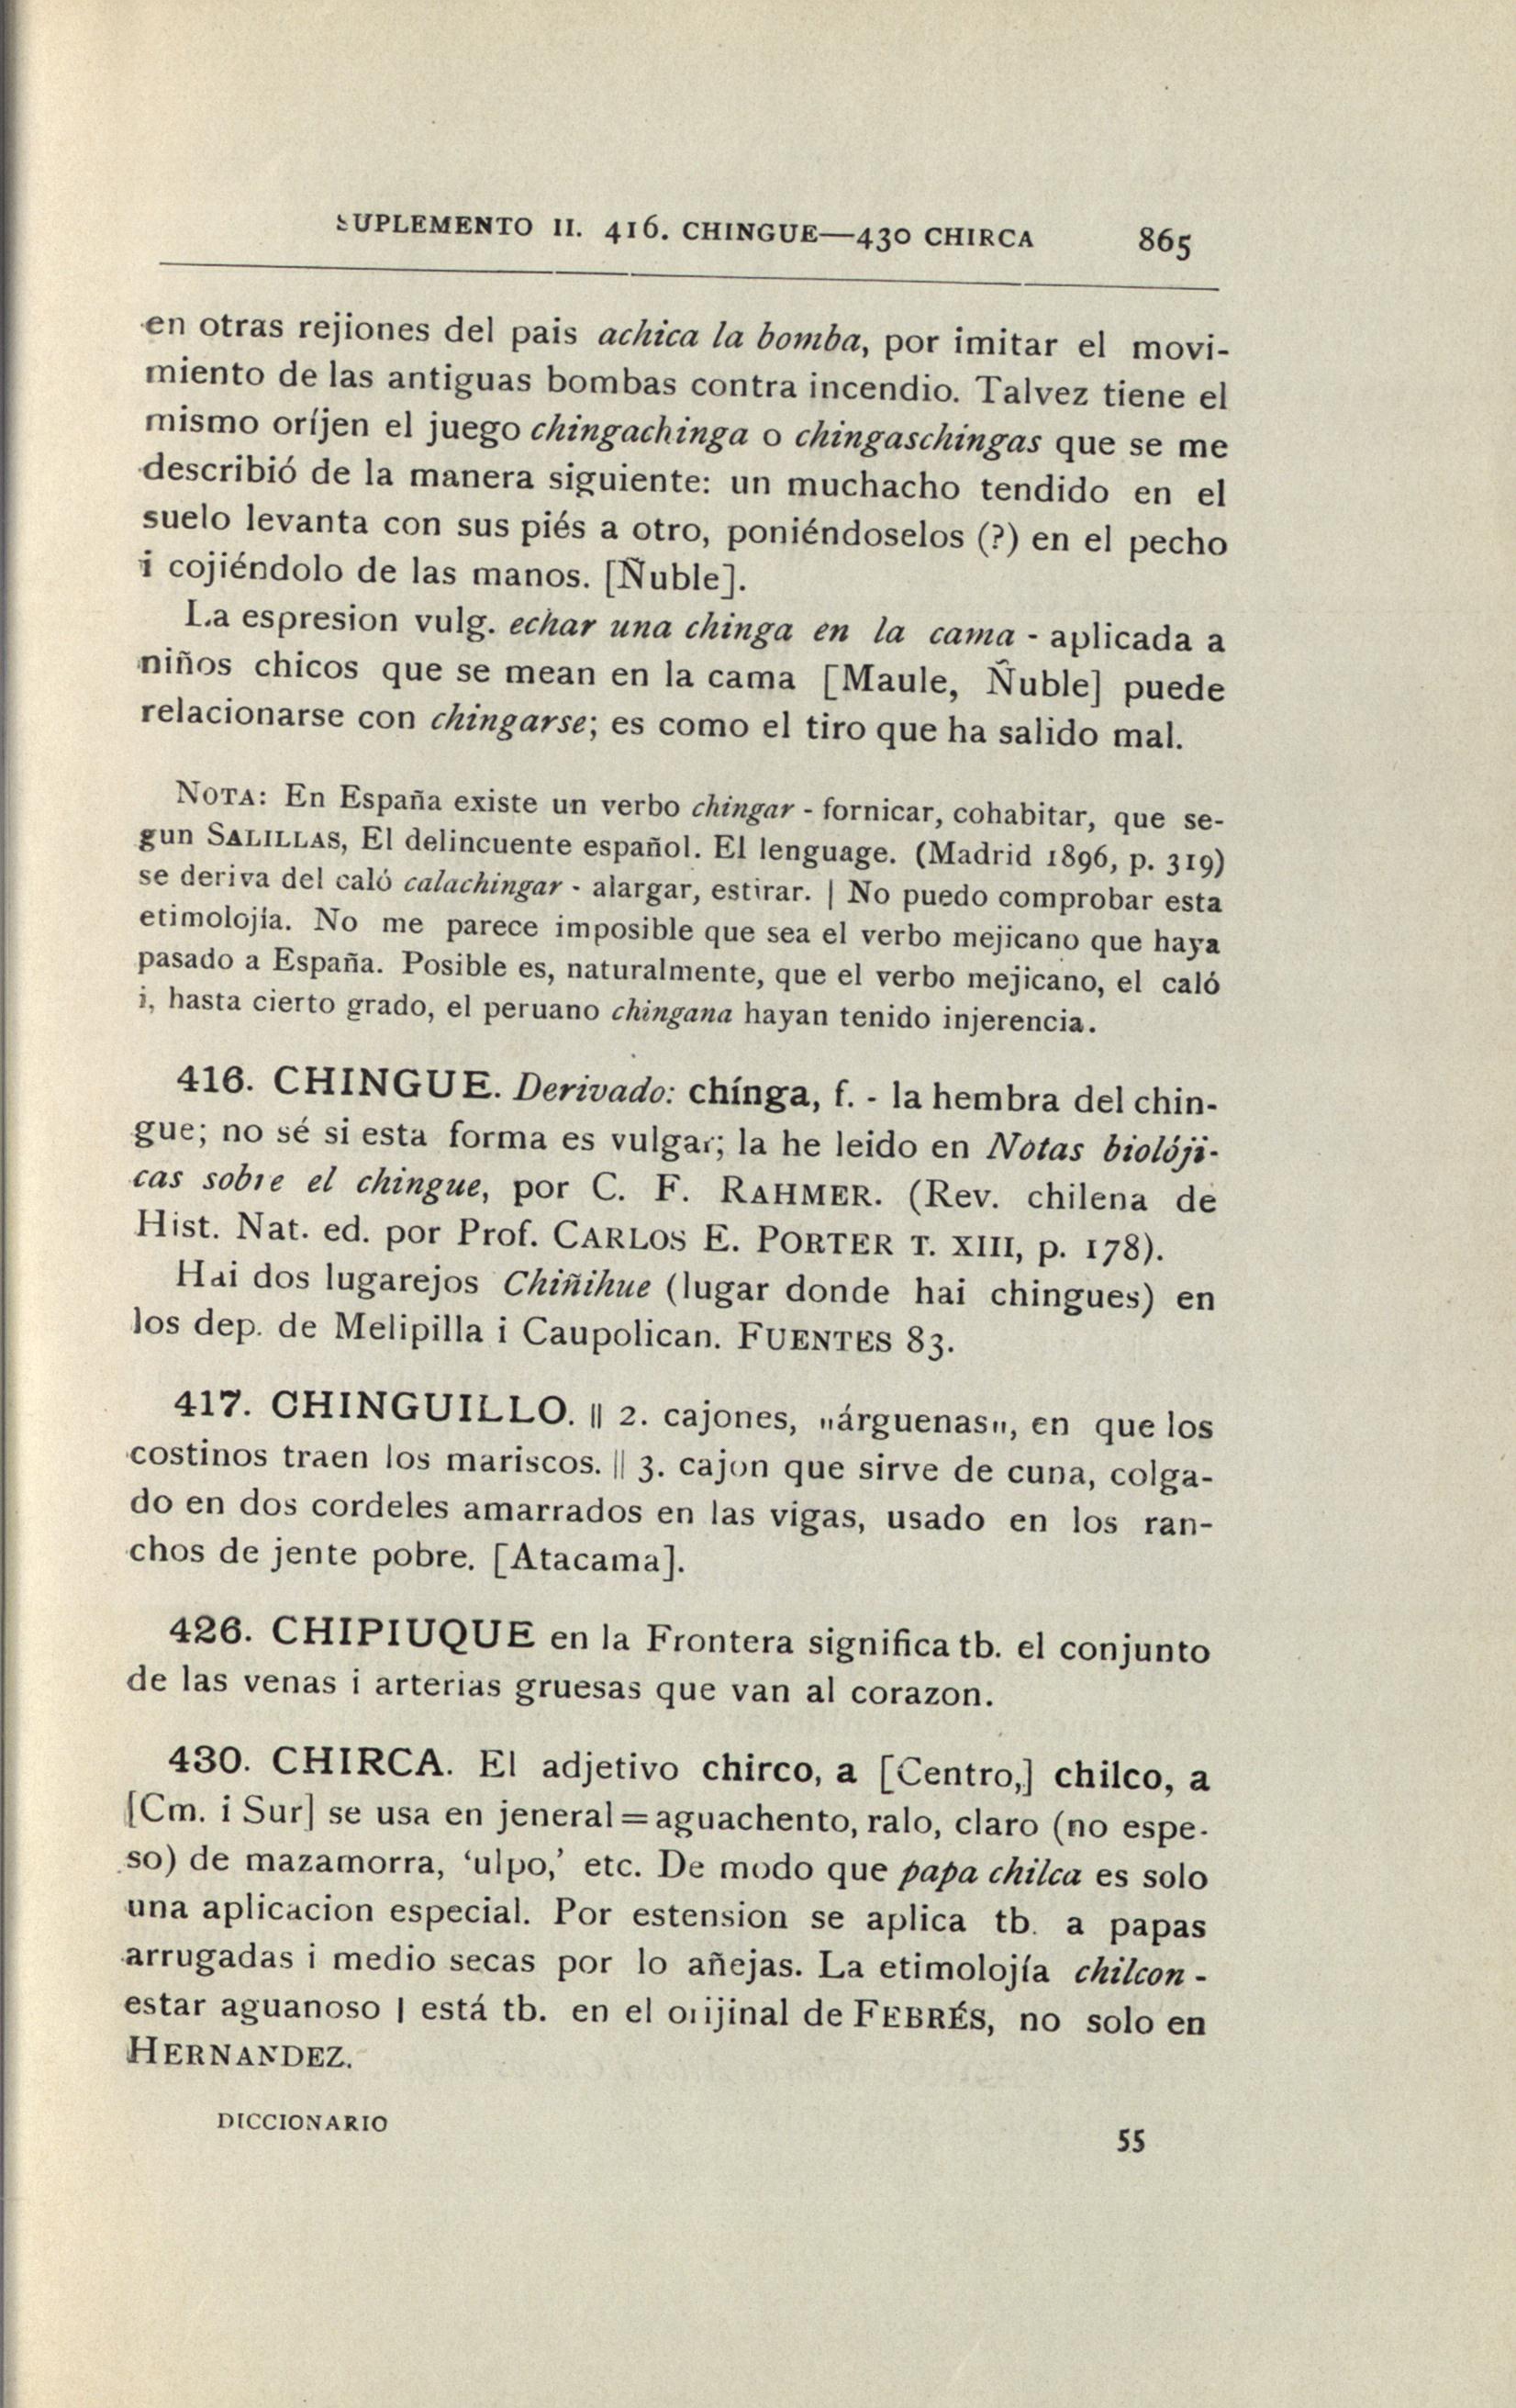 SUPLEMENTO II. 416. CHINGUE—430 CHIRCA 865
en otras rejiones del pais achica la bomba, por imitar el movi-
miento de las antiguas bombas contra incendio. Talvez tiene el
mismo oríjen el juego chingachinga o chingaschingas que se me
describió de la manera siguiente: un muchacho tendido en el
suelo levanta con sus piés a otro, poniéndoselos (?) en el pecho
i cojiéndolo de las manos. [Ñuble].
La espresion vulg. echar una chinga en la cama - aplicada a
niños chicos que se mean en la cama [Maule, Ñuble] puede
relacionarse con chingarse; es como el tiro que ha salido mal.
NOTA: En España existe un verbo chingar - fornicar, cohabitar, que se-
gun SALILLAS, El delincuente español. El lenguage. (Madrid 1896, p. 319)
se deriva del caló calachingar - alargar, estirar. | No puedo comprobar esta
etimolojía. No me parece imposible que sea el verbo mejicano que haya
pasado a España. Posible es, naturalmente, que el verbo mejicano, el caló
i, hasta cierto grado, el peruano chingana hayan tenido injerencia.
416. CHINGUE. Derivado: chínga, f. - la hembra del chin-
gue; no sé si esta forma es vulgar; la he leido en Notas biolóji-
cas sobre el chingue, por C. F. RAHMER. (Rev. chilena de
Hist. Nat. ed. por Prof. CARLOS E. PORTER T. XIII, p. 178).
Hai dos lugarejos Chiñihue (lugar donde hai chingues) en
los dep. de Melipilla i Caupolican. FUENTES 83.
417. CHINGUILLO. || 2. cajones, "árguenas", en que los
costinos traen los mariscos. || 3. cajon que sirve de cuna, colga-
do en dos cordeles amarrados en las vigas, usado en los ran-
chos de jente pobre. [Atacama].
426. CHIPIUQUE en la Frontera significa tb. el conjunto
de las venas i arterias gruesas que van al corazon.
430. CHIRCA. El adjetivo chirco, a [Centro,] chilco, a
[Cm. i Sur] se usa en jeneral = aguachento, ralo, claro (no espe-
so) de mazamorra, ‘ulpo,’ etc. De modo que papa chilca es solo
una aplicacion especial. Por estension se aplica tb. a papas
arrugadas i medio secas por lo añejas. La etimolojía chilcon -
estar aguanoso | está tb. en el orijinal de FEBRÉS, no solo en
HERNANDEZ.
DICCIONARIO 55